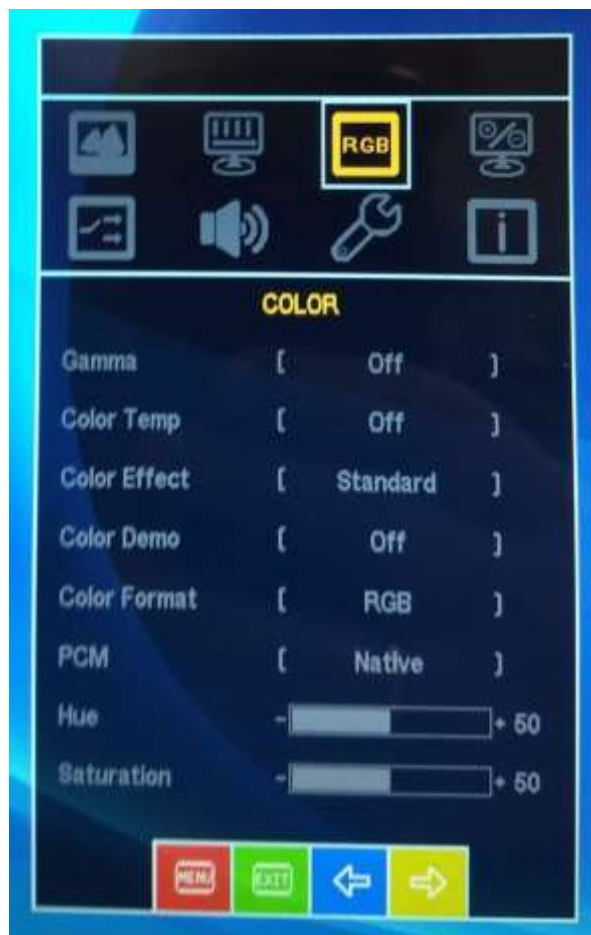 RGB
i
COLOR
Gamma [ Off ]
Color Temp [ Off ]
Color Effect [ Standard ]
Color Demo [ Off ]
Color Format [ RGB ]
PCM [ Native ]
Hue - + 50
Saturation - + 50
MENU EXIT